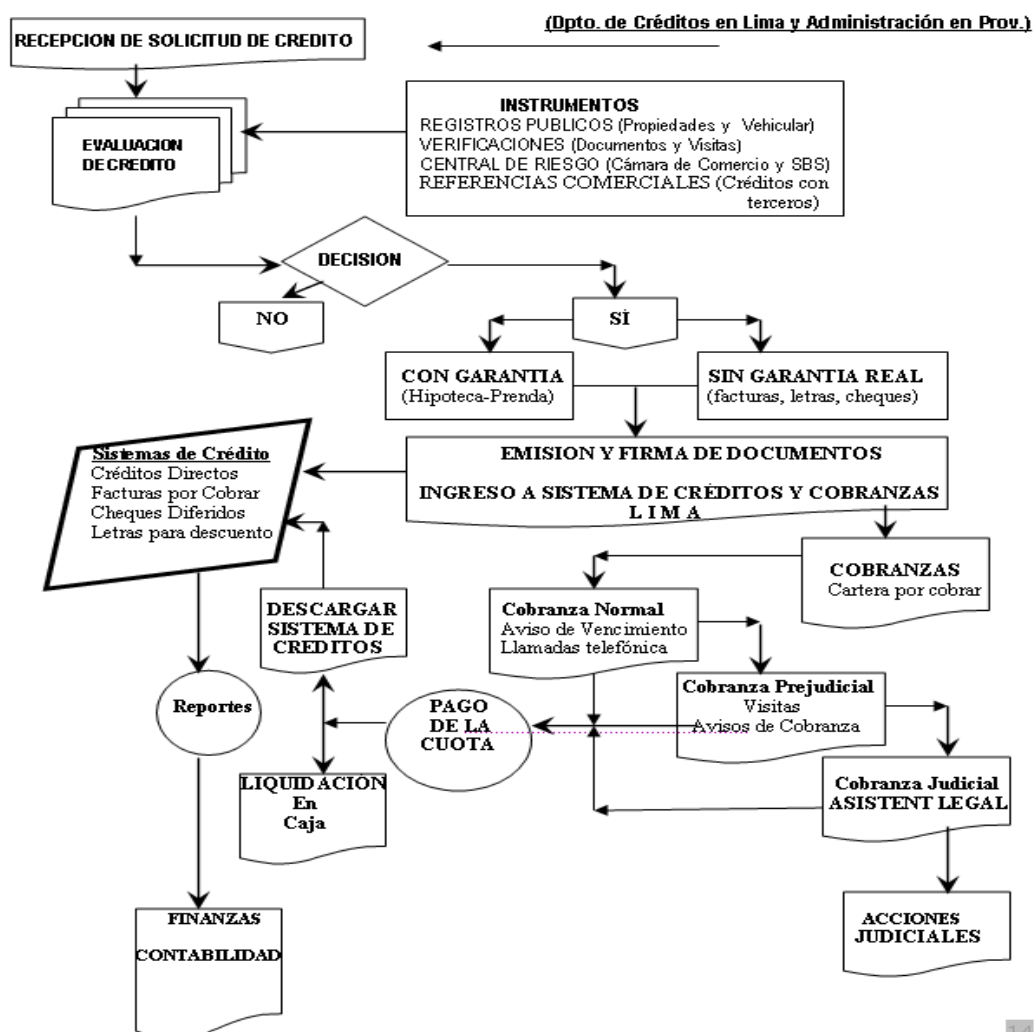 (Dpto. de Créditos en Lima y Administración en Prov.)
RECEPCION DE SOLICITUD DE CREDITO
INSTRUMENTOS
REGISTROS PUBLICOS (Propiedades y Vehicular)
VERIFICACIONES (Documentos y Visitas)
CENTRAL DE RIESGO (Cámara de Comercio y SBS)
REFERENCIAS COMERCIALES (Créditos con
terceros)
EVALUACION
DE CREDITO
DECISION
NO
SÌ
CON GARANTIA
(Hipoteca-Prenda)
SIN GARANTIA REAL
(facturas, letras, cheques)
EMISION Y FIRMA DE DOCUMENTOS
INGRESO A SISTEMA DE CRÉDITOS Y COBRANZAS
L I M A
Sistemas de Crédito
Créditos Directos
Facturas por Cobrar
Cheques Diferidos
Letras para descuento
COBRANZAS
Cartera por cobrar
DESCARGAR
SISTEMA DE
CREDITOS
Cobranza Normal
Aviso de Vencimiento
Llamadas telefónica
Cobranza Prejudicial
Visitas
Avisos de Cobranza
Reportes
PAGO
DE LA
CUOTA
LIQUIDACIÓN
En
Caja
Cobranza Judicial
ASISTENT LEGAL
FINANZAS
CONTABILIDAD
ACCIONES
JUDICIALES
14